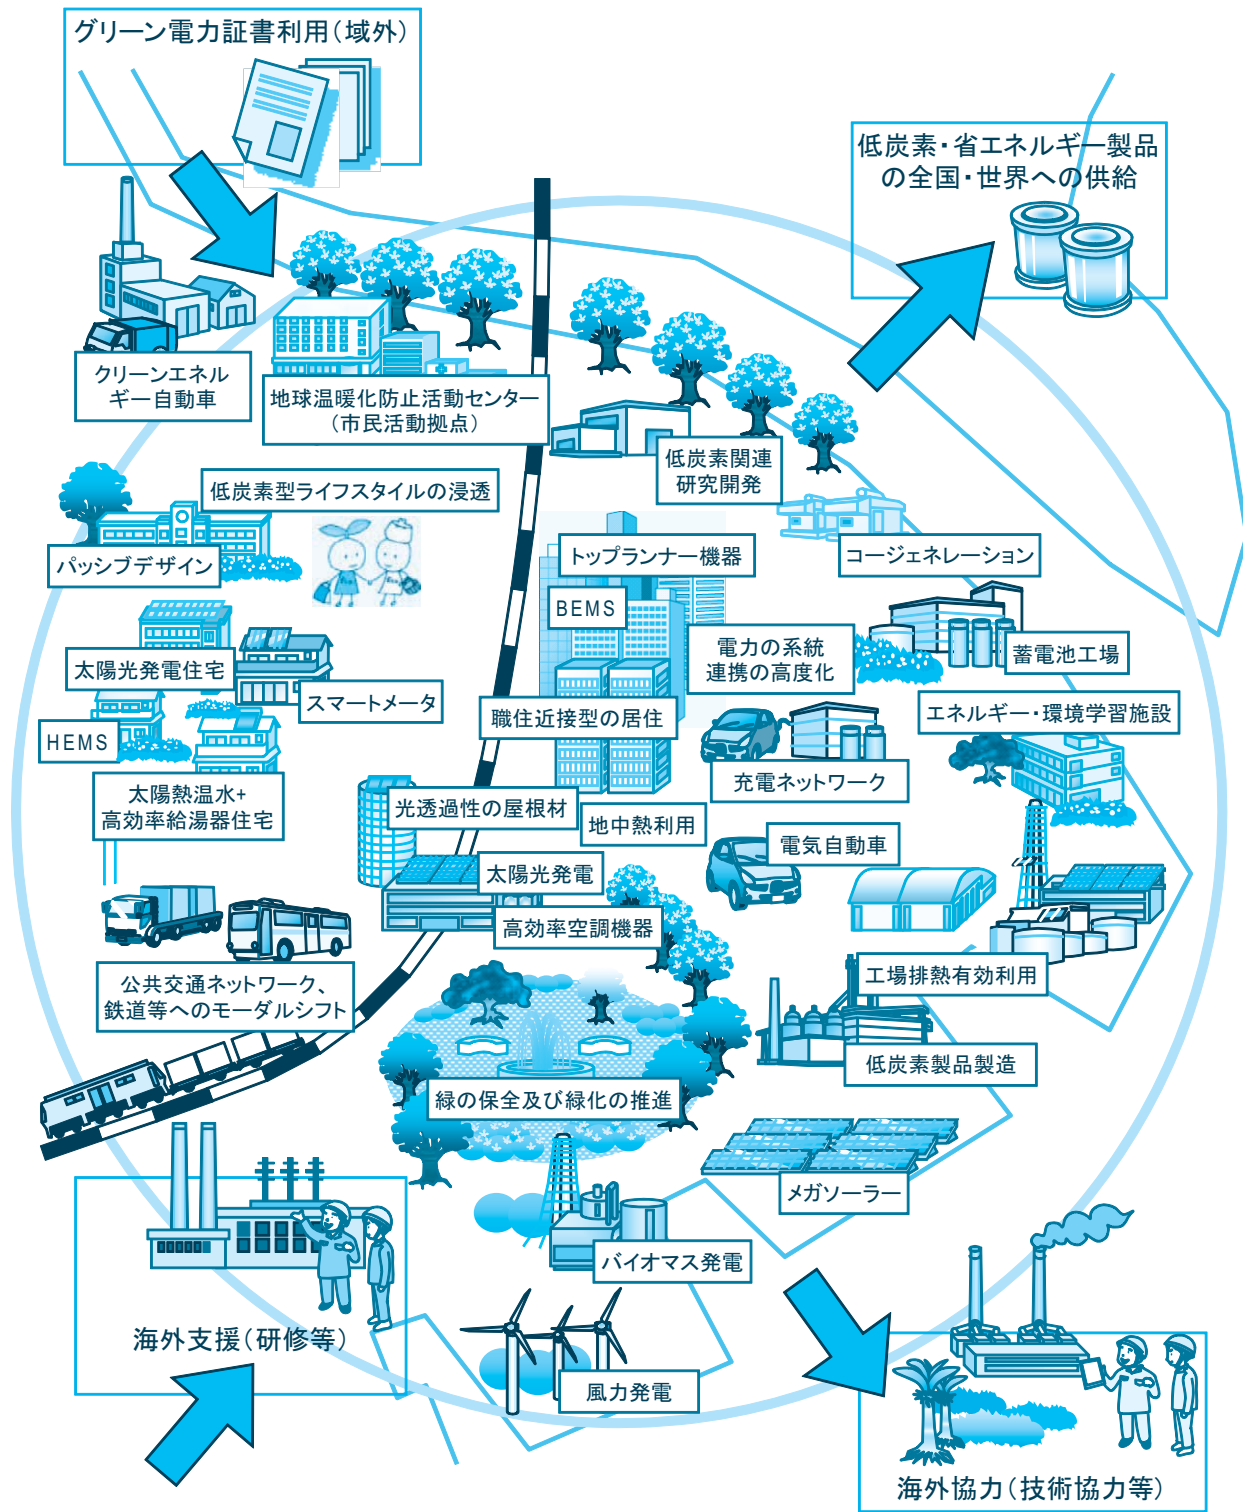 グリーン電力証書利用(域外)
低炭素・省エネルギー製品
の全国・世界への供給
クリーンエネル
ギー自動車
地球温暖化防止活動センター
(市民活動拠点)
低炭素関連
研究開発
低炭素型ライフスタイルの浸透
パッシブデザイン
トップランナー機器
コージェネレーション
BEMS
電力の系統
連携の高度化
蓄電池工場
太陽光発電住宅
スマートメータ
職住近接型の居住
エネルギー・環境学習施設
HEMS
充電ネットワーク
太陽熱温水+
高効率給湯器住宅
光透過性の屋根材
地中熱利用
電気自動車
太陽光発電
高効率空調機器
公共交通ネットワーク、
鉄道等へのモーダルシフト
工場排熱有効利用
低炭素製品製造
緑の保全及び緑化の推進
メガソーラー
バイオマス発電
海外支援(研修等)
風力発電
海外協力(技術協力等)